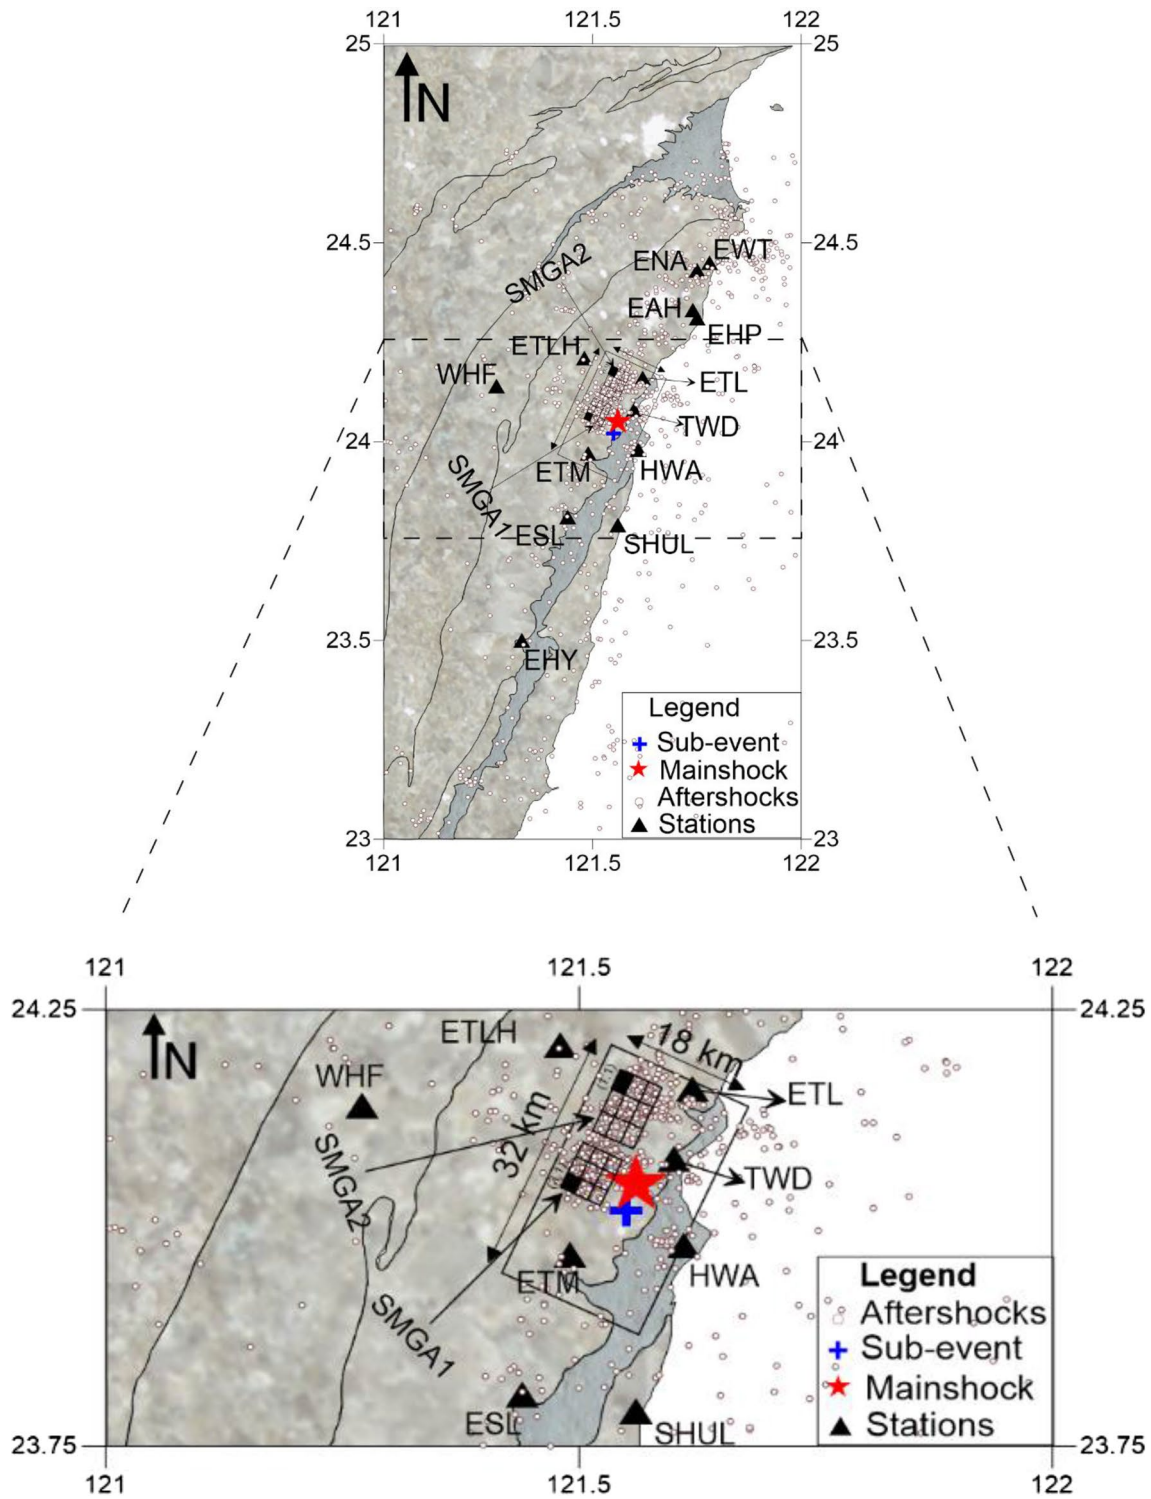 121 121.5 122
25 25
N
24.5 24.5
SMGA2
ENA EWT
EAH
EHP
ETLH
WHF
ETL
TWD
24 24
ETM HWA
SMGA1
ESL
SHUL
23.5 23.5
EHY
Legend
Sub-event
Mainshock
Aftershocks
Stations
23 23
121 121.5 122
121 121.5 122
24.25 24.25
N
ETLH
18 km
WHF
(1,1)
ETL
32 km
SMGA2
TWD
ETM
HWA
SMGA1
Legend
Aftershocks
Sub-event
Mainshock
Stations
ESL
SHUL
23.75 23.75
121 121.5 122